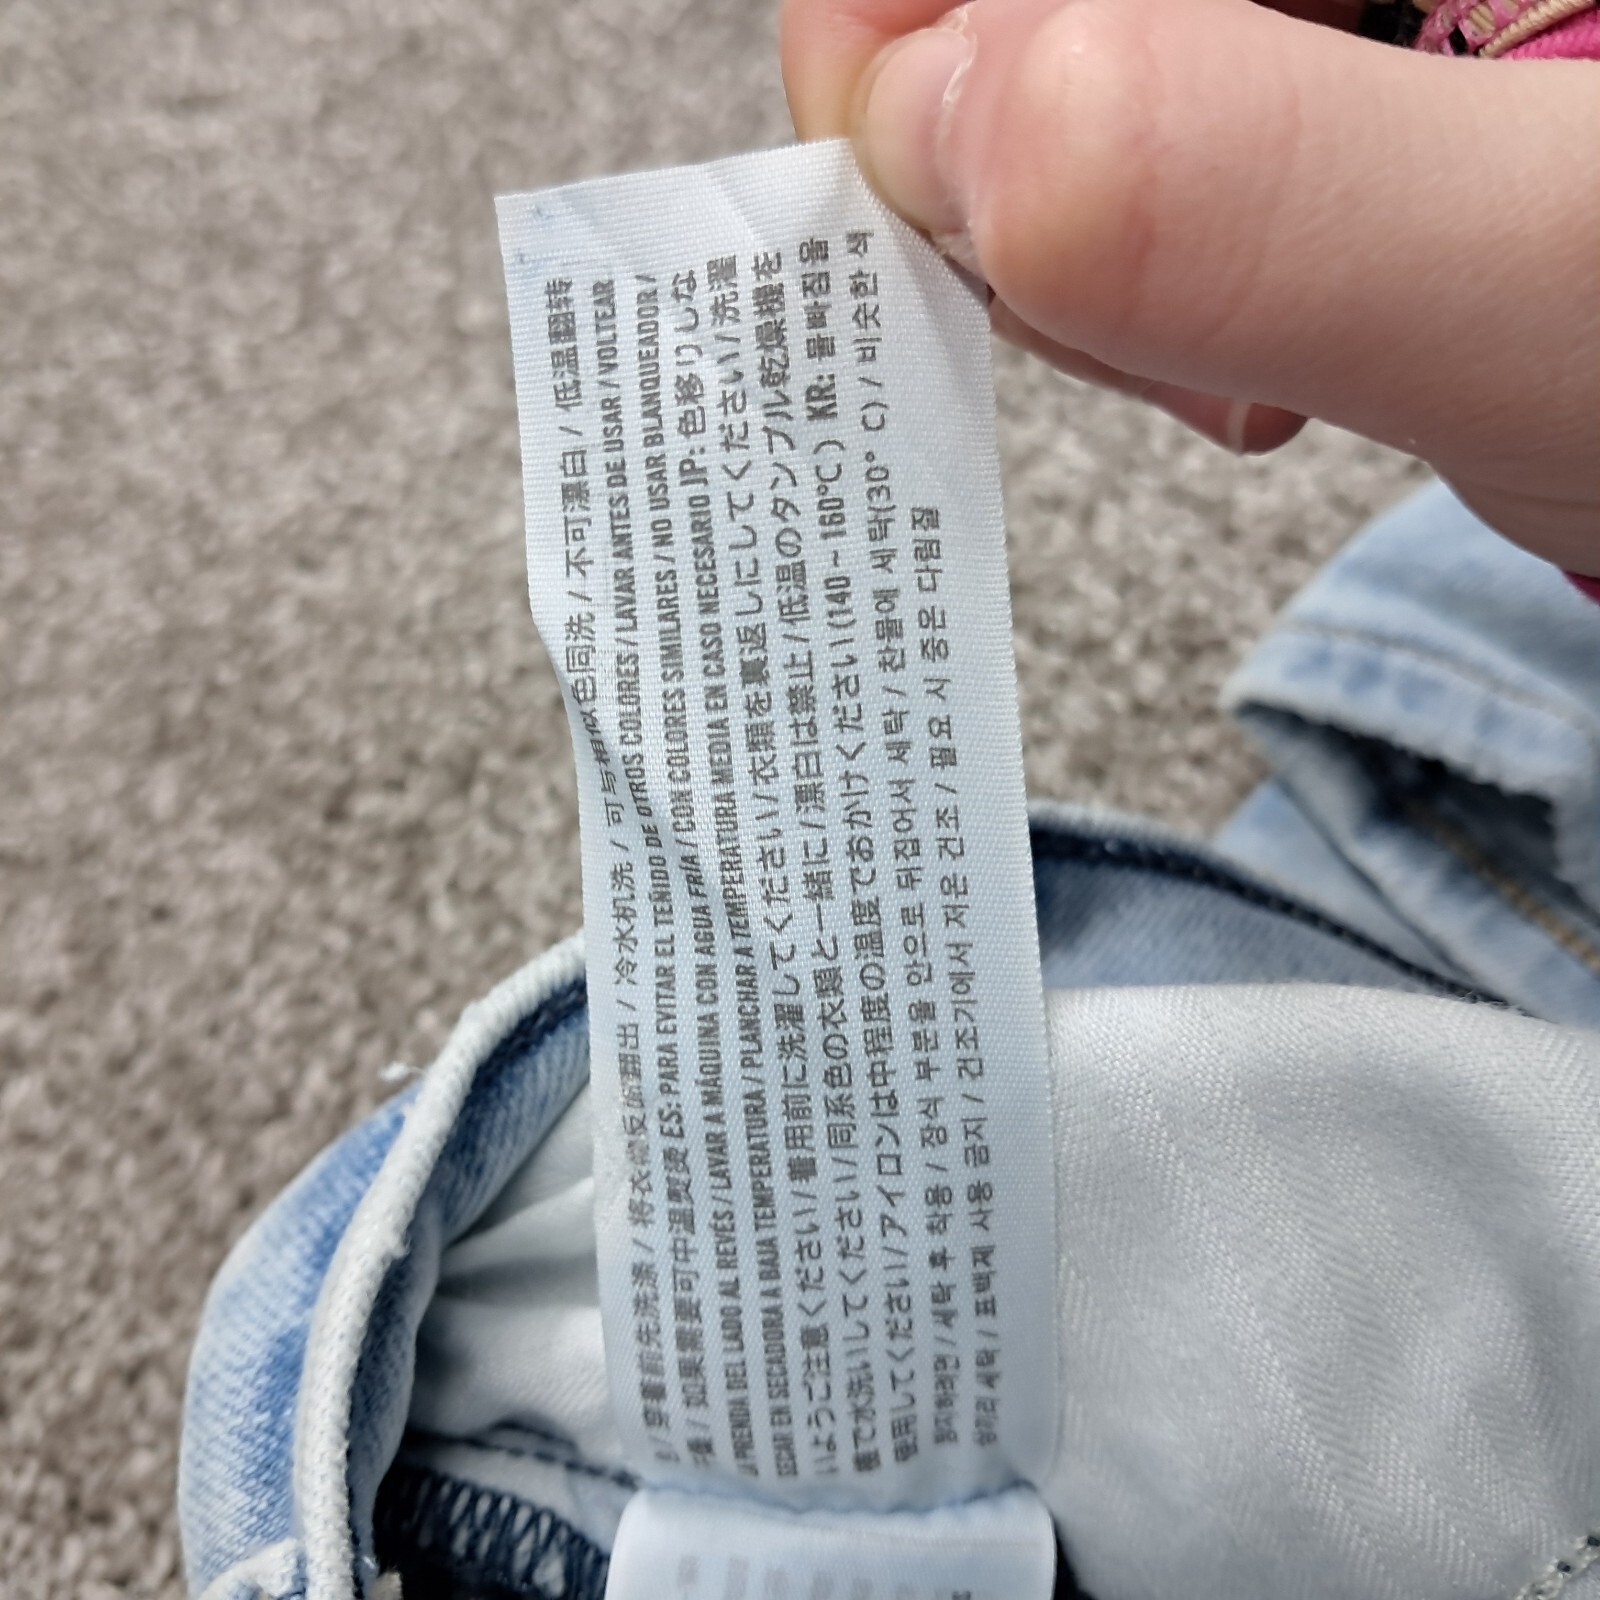 / 穿着前先洗涤 / 将衣物反面翻出 / 冷水机洗 / 可与相似色同洗 / 不可漂白 / 低温翻转
干燥 / 如果需要可中温熨烫 ES: PARA EVITAR EL TEÑIDO DE OTROS COLORES / LAVAR ANTES DE USAR / VOLTEAR
LA PRENDA DEL LADO AL REVÉS / LAVAR A MÁQUINA CON AGUA FRÍA / CON COLORES SIMILARES / NO USAR BLANQUEADOR /
SECAR EN SECADORA A BAJA TEMPERATURA / PLANCHAR A TEMPERATURA MEDIA EN CASO NECESARIO JP: 色移りしな
いようご注意ください / 着用前に洗濯してください / 衣類を裏返しにしてください / 洗濯
機で水洗いしてください / 同系色の衣類と一緒に / 漂白は禁止 / 低温のタンブル乾燥機を
使用してください / アイロンは中程度の温度でおかけください (140 ~ 160°C) KR: 물빠짐을
방지하려면 / 세탁 후 착용 / 장식 부분을 안으로 뒤집어서 세탁 / 찬물에 세탁(30° C) / 비슷한 색
상끼리 세탁 / 표백제 사용 금지 / 건조기에서 저온 건조 / 필요 시 중온 다림질